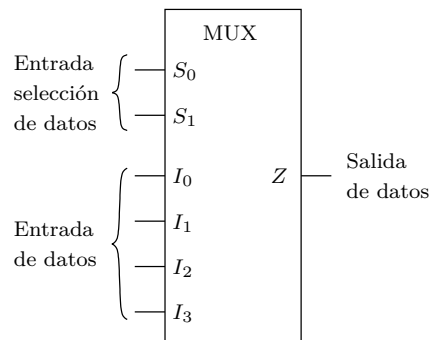 MUX
Entrada
selección
de datos
S₀
S₁
Entrada
de datos
I₀
I₁
I₂
I₃
Z
Salida
de datos